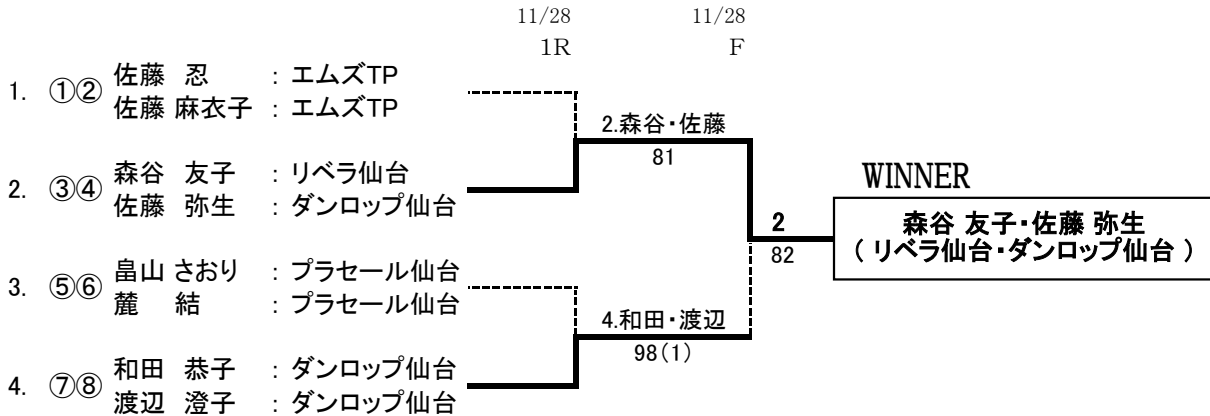 11/28 11/28
1R F
1. ①② 佐藤 忍 : エムズTP
佐藤 麻衣子 : エムズTP
2.森谷・佐藤
81
2. ③④ 森谷 友子 : リベラ仙台
佐藤 弥生 : ダンロップ仙台
WINNER
2 森谷 友子・佐藤 弥生
82 ( リベラ仙台・ダンロップ仙台 )
3. ⑤⑥ 畠山 さおり : プラセール仙台
麓 結 : プラセール仙台
4.和田・渡辺
98(1)
4. ⑦⑧ 和田 恭子 : ダンロップ仙台
渡辺 澄子 : ダンロップ仙台